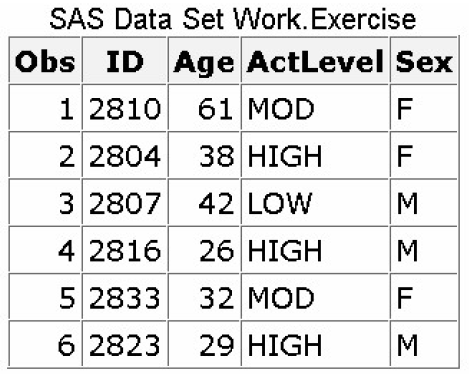 SAS Data Set Work.Exercise
Obs ID Age ActLevel Sex
1 2810 61 MOD F
2 2804 38 HIGH F
3 2807 42 LOW M
4 2816 26 HIGH M
5 2833 32 MOD F
6 2823 29 HIGH M